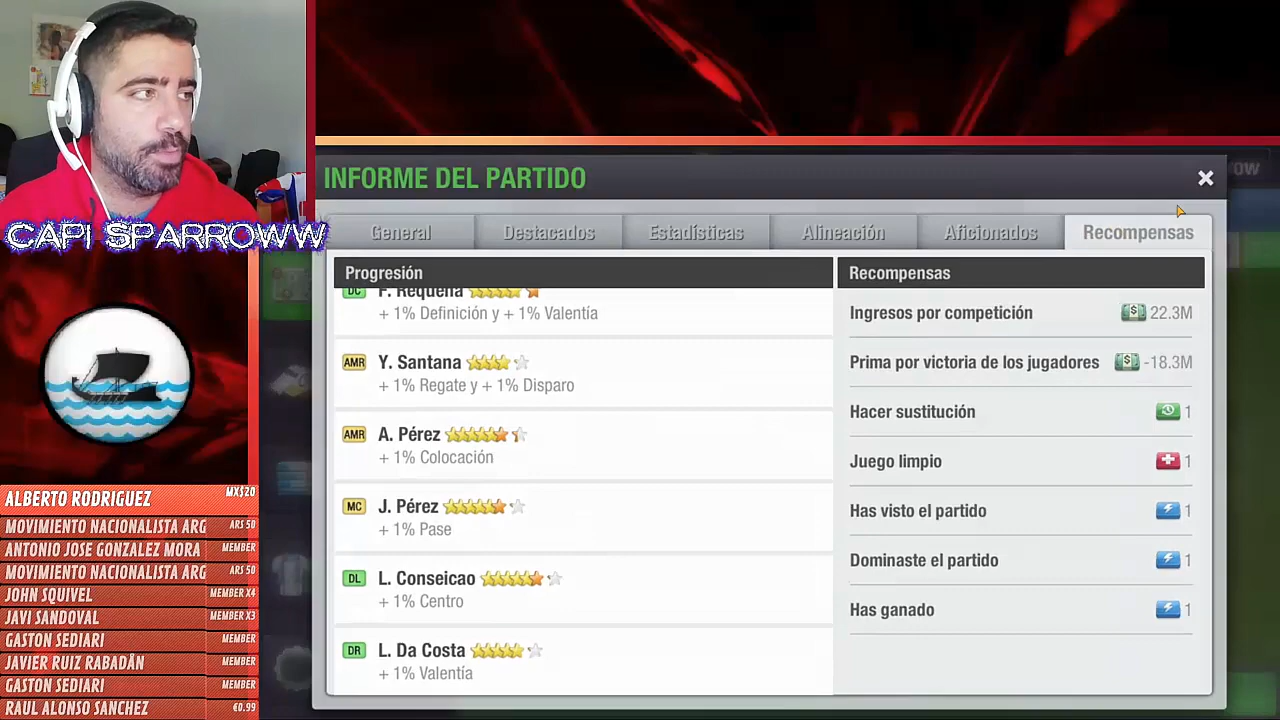 CAPI SPARROWW
ALBERTO RODRIGUEZ MX$20
MOVIMIENTO NACIONALISTA ARG ARS 50
ANTONIO JOSE GONZALEZ MORA MEMBER
MOVIMIENTO NACIONALISTA ARG ARS 50
JOHN SQUIVEL MEMBER X4
JAVI SANDOVAL MEMBER X3
GASTON SEDIARI MEMBER
JAVIER RUIZ RABADÁN MEMBER
GASTON SEDIARI MEMBER
RAUL ALONSO SANCHEZ €0.99
INFORME DEL PARTIDO
General Destacados Estadísticas Alineación Aficionados Recompensas
Progresión
DC F. Requena
+ 1% Definición y + 1% Valentía
AMR Y. Santana
+ 1% Regate y + 1% Disparo
AMR A. Pérez
+ 1% Colocación
MC J. Pérez
+ 1% Pase
DL L. Conseicao
+ 1% Centro
DR L. Da Costa
+ 1% Valentía
Recompensas
Ingresos por competición $ 22.3M
Prima por victoria de los jugadores $ -18.3M
Hacer sustitución 1
Juego limpio 1
Has visto el partido 1
Dominaste el partido 1
Has ganado 1